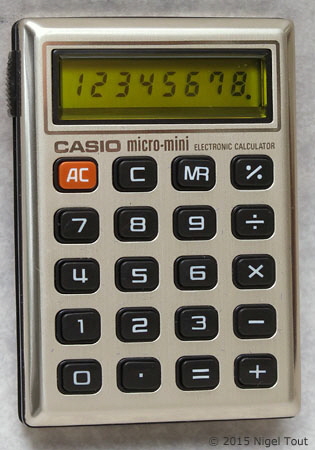 12345678.
CASIO micro-mini ELECTRONIC CALCULATOR
AC C MR %
7 8 9 ÷
4 5 6 ×
1 2 3 −
0 · = +
© 2015 Nigel Tout